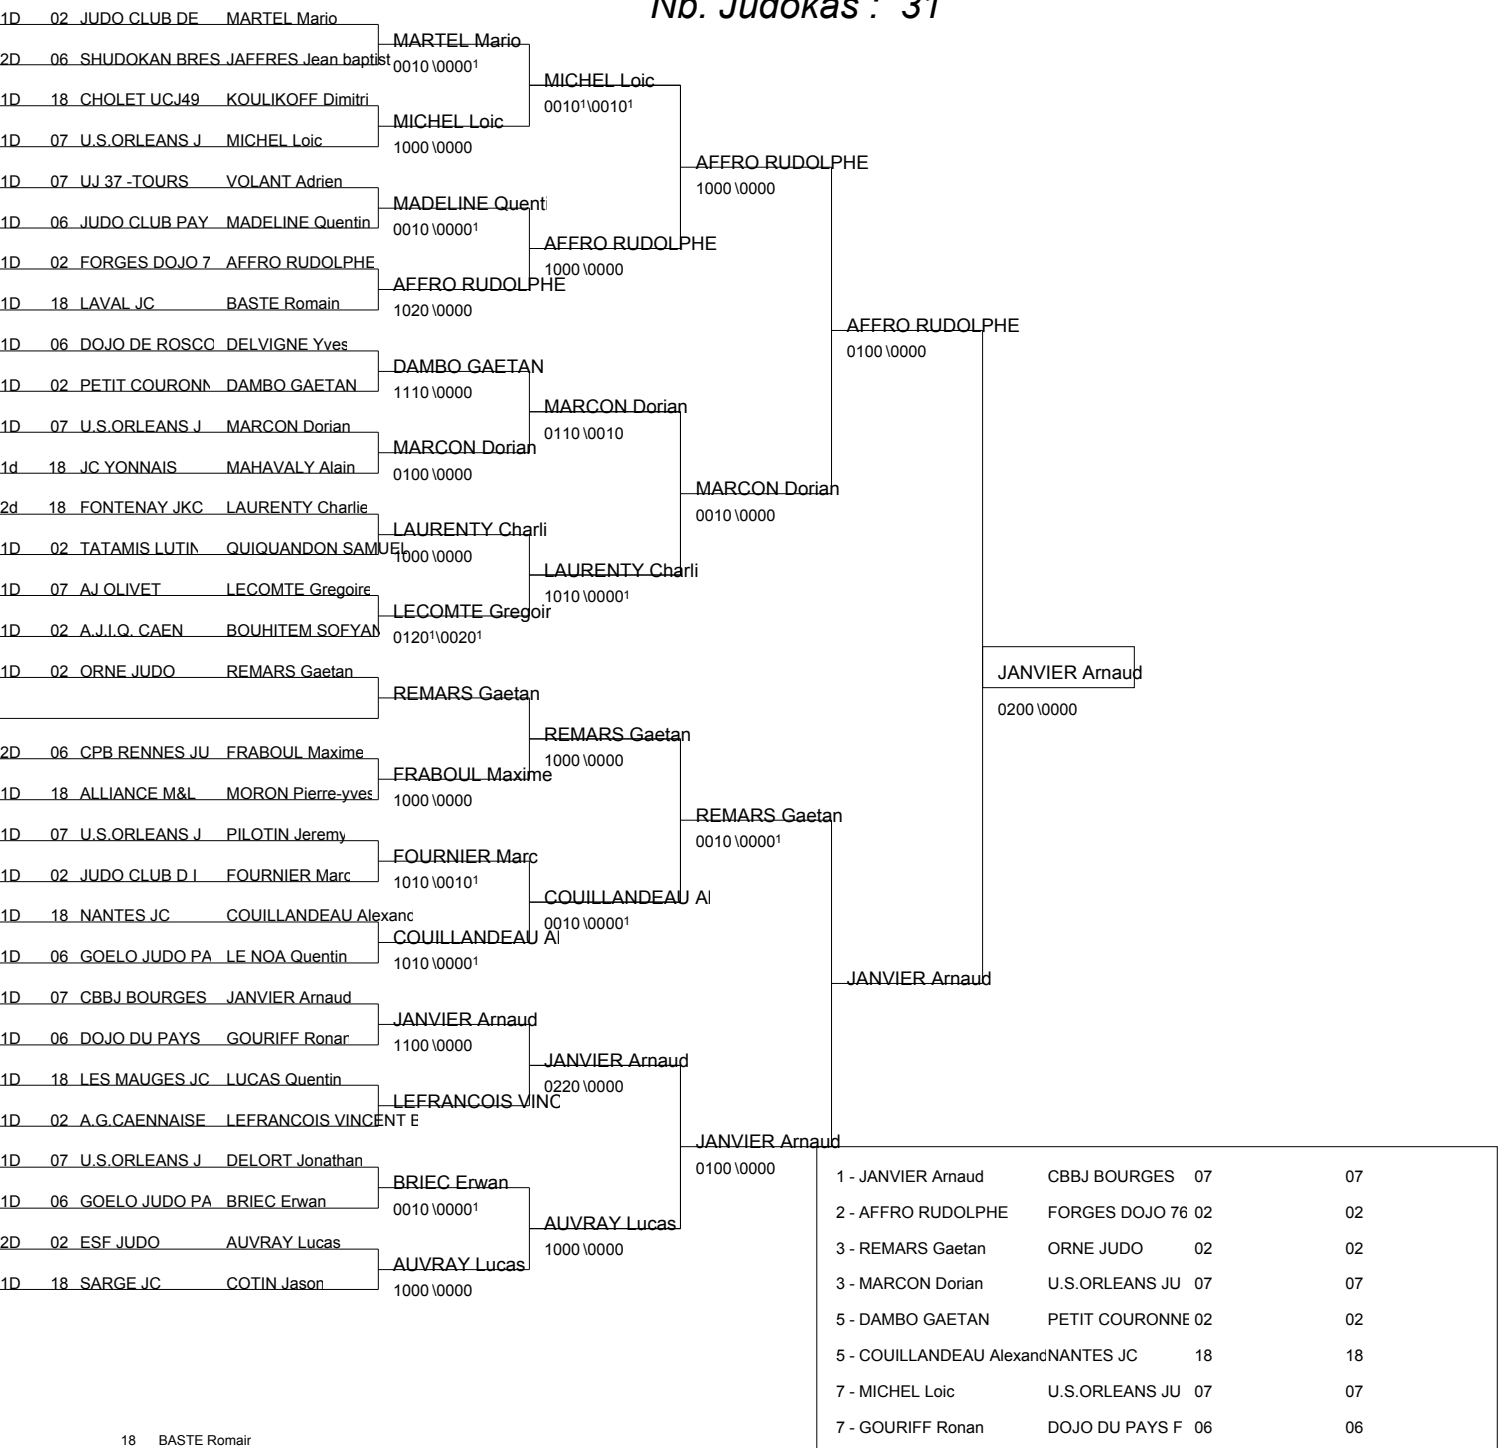 Nb. Judokas : 31
1D 02 JUDO CLUB DE MARTEL Mario
2D 06 SHUDOKAN BRES JAFFRES Jean baptist
1D 18 CHOLET UCJ49 KOULIKOFF Dimitri
1D 07 U.S.ORLEANS J MICHEL Loic
1D 07 UJ 37 -TOURS VOLANT Adrien
1D 06 JUDO CLUB PAY MADELINE Quentin
1D 02 FORGES DOJO 7 AFFRO RUDOLPHE
1D 18 LAVAL JC BASTE Romain
1D 06 DOJO DE ROSCO DELVIGNE Yves
1D 02 PETIT COURONN DAMBO GAETAN
1D 07 U.S.ORLEANS J MARCON Dorian
1d 18 JC YONNAIS MAHAVALY Alain
2d 18 FONTENAY JKC LAURENTY Charlie
1D 02 TATAMIS LUTIN QUIQUANDON SAMUEL
1D 07 AJ OLIVET LECOMTE Gregoire
1D 02 A.J.I.Q. CAEN BOUHITEM SOFYAN
1D 02 ORNE JUDO REMARS Gaetan
2D 06 CPB RENNES JU FRABOUL Maxime
1D 18 ALLIANCE M&L MORON Pierre-yves
1D 07 U.S.ORLEANS J PILOTIN Jeremy
1D 02 JUDO CLUB D I FOURNIER Marc
1D 18 NANTES JC COUILLANDEAU Alexand
1D 06 GOELO JUDO PA LE NOA Quentin
1D 07 CBBJ BOURGES JANVIER Arnaud
1D 06 DOJO DU PAYS GOURIFF Ronan
1D 18 LES MAUGES JC LUCAS Quentin
1D 02 A.G.CAENNAISE LEFRANCOIS VINCENT E
1D 07 U.S.ORLEANS J DELORT Jonathan
1D 06 GOELO JUDO PA BRIEC Erwan
2D 02 ESF JUDO AUVRAY Lucas
1D 18 SARGE JC COTIN Jason
MARTEL Mario
0010 \0000¹
MICHEL Loic
1000 \0000
MADELINE Quenti
0010 \0000¹
AFFRO RUDOLPHE
1020 \0000
DAMBO GAETAN
1110 \0000
MARCON Dorian
0100 \0000
LAURENTY Charli
1000 \0000
LECOMTE Gregoir
0120¹\0020¹
REMARS Gaetan
FRABOUL Maxime
1000 \0000
FOURNIER Marc
1010 \0010¹
COUILLANDEAU Al
1010 \0000¹
JANVIER Arnaud
1100 \0000
LEFRANCOIS VINC
BRIEC Erwan
0010 \0000¹
AUVRAY Lucas
1000 \0000
MICHEL Loic
0010¹\0010¹
AFFRO RUDOLPHE
1000 \0000
MARCON Dorian
0110 \0010
LAURENTY Charli
1010 \0000¹
REMARS Gaetan
1000 \0000
COUILLANDEAU Al
0010 \0000¹
JANVIER Arnaud
0220 \0000
AUVRAY Lucas
1000 \0000
AFFRO RUDOLPHE
1000 \0000
MARCON Dorian
0010 \0000
REMARS Gaetan
0010 \0000¹
JANVIER Arnaud
0100 \0000
AFFRO RUDOLPHE
0100 \0000
JANVIER Arnaud
JANVIER Arnaud
0200 \0000
1 - JANVIER Arnaud CBBJ BOURGES 07 07
2 - AFFRO RUDOLPHE FORGES DOJO 76 02 02
3 - REMARS Gaetan ORNE JUDO 02 02
3 - MARCON Dorian U.S.ORLEANS JU 07 07
5 - DAMBO GAETAN PETIT COURONNE 02 02
5 - COUILLANDEAU Alexand NANTES JC 18 18
7 - MICHEL Loic U.S.ORLEANS JU 07 07
7 - GOURIFF Ronan DOJO DU PAYS F 06 06
18 BASTE Romain